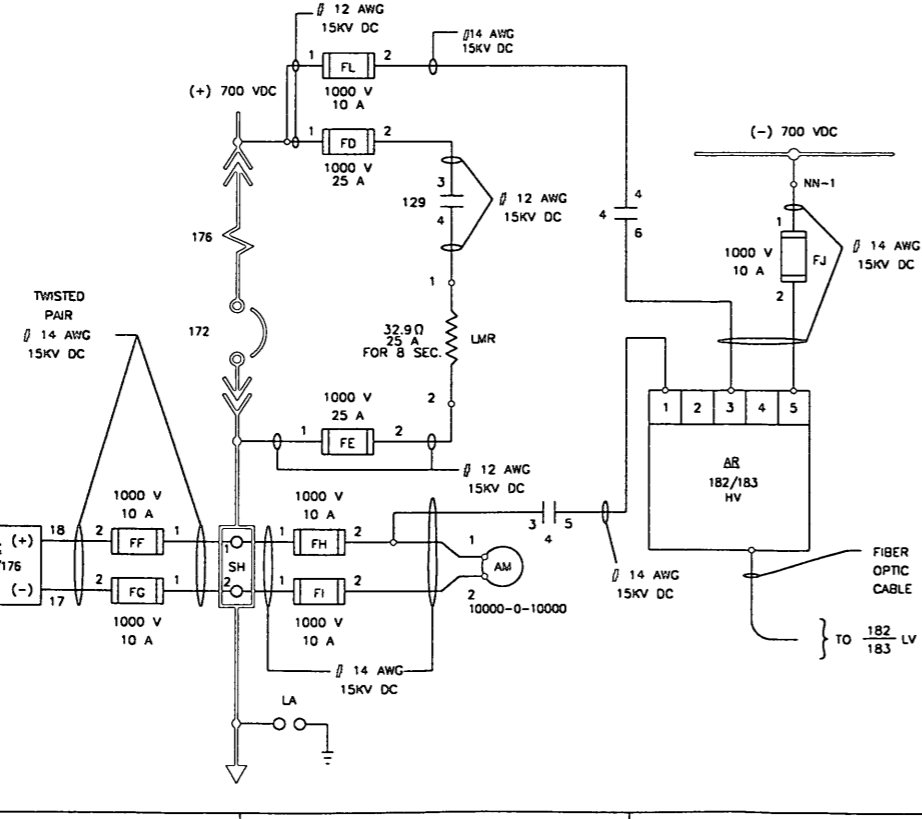 12 AWG
15KV DC
14 AWG
15KV DC
1 FL 2
1000 V
10 A
(+) 700 VDC
1 FD 2
1000 V
25 A
(-) 700 VDC
NN-1
3
129
4
12 AWG
15KV DC
4
4
6
1
1000 V
10 A
FJ
2
14 AWG
15KV DC
176
TWISTED
PAIR
14 AWG
15KV DC
172
1
32.9Ω
25 A
FOR 8 SEC.
LMR
2
1000 V
25 A
1 FE 2
12 AWG
15KV DC
1 2 3 4 5
AR
182/183
HV
1000 V
10 A
1000 V
10 A
3 5
4
18 2 FF 1
1
1 FH 2
1
(+)
176
(-)
SH
AM
17 2 FG 1
2
1 FI 2
2
10000-0-10000
1000 V
10 A
1000 V
10 A
14 AWG
15KV DC
FIBER
OPTIC
CABLE
14 AWG
15KV DC
TO 182/183 LV
LA